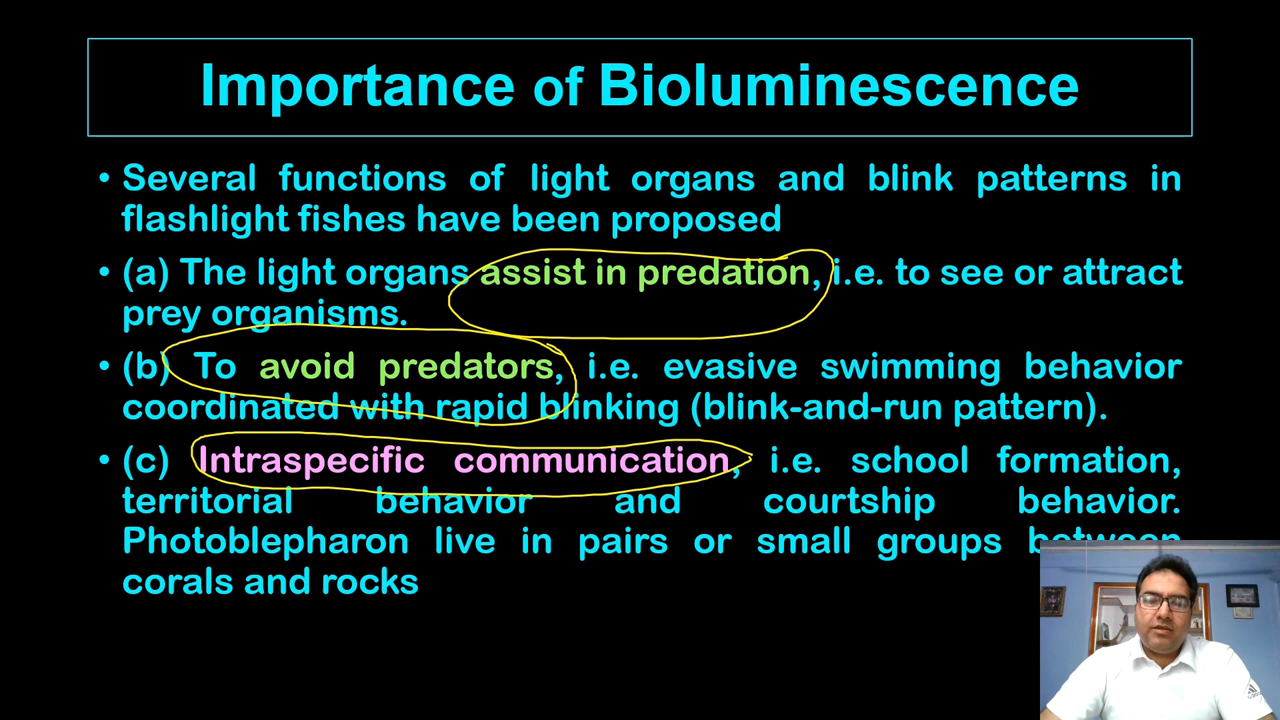 Importance of Bioluminescence
• Several functions of light organs and blink patterns in
flashlight fishes have been proposed
• (a) The light organs assist in predation, i.e. to see or attract
prey organisms.
• (b) To avoid predators, i.e. evasive swimming behavior
coordinated with rapid blinking (blink-and-run pattern).
• (c) Intraspecific communication, i.e. school formation,
territorial behavior and courtship behavior.
Photoblepharon live in pairs or small groups between
corals and rocks